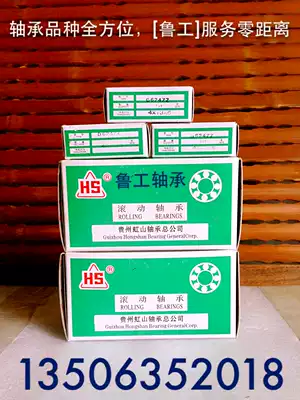 轴承品种全方位，[鲁工]服务零距离
HS
鲁工轴承
滚动轴承
ROLLING BEARINGS
贵州虹山轴承总公司
Guizhou Hongshan Bearing General Corp.
HS
滚动轴承
ROLLING BEARINGS
贵州虹山轴承总公司
Guizhou Hongshan Bearing General Corp.
13506352018